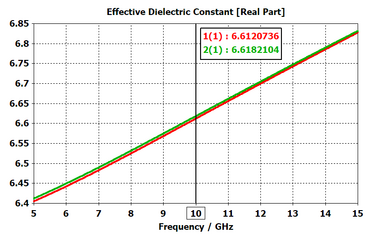 Effective Dielectric Constant [Real Part]
6.85
6.8
6.75
6.7
6.65
6.6
6.55
6.5
6.45
6.4
1(1) : 6.6120736
2(1) : 6.6182104
5 6 7 8 9 10 11 12 13 14 15
Frequency / GHz